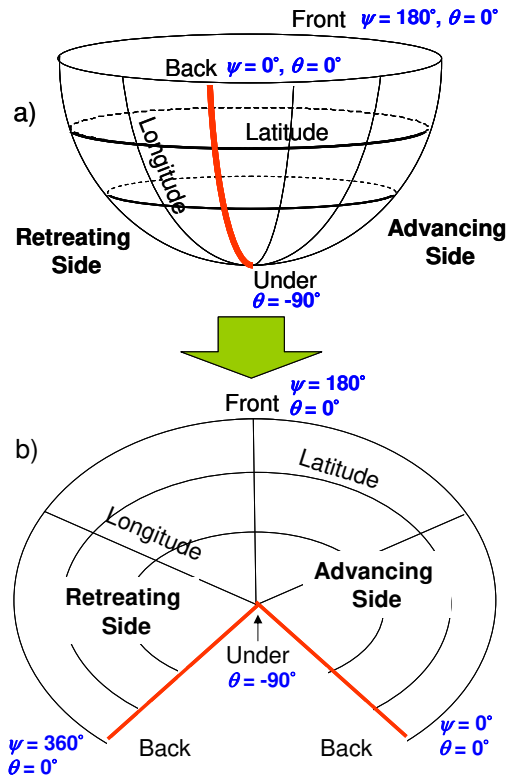 Front ψ = 180°, θ = 0°
Back ψ = 0°, θ = 0°
a)
Longitude
Latitude
Retreating
Side
Advancing
Side
Under
θ = -90°
ψ = 180°
Front θ = 0°
b)
Latitude
Longitude
Advancing
Side
Retreating
Side
Under
θ = -90°
ψ = 360°
θ = 0°
Back
Back
ψ = 0°
θ = 0°